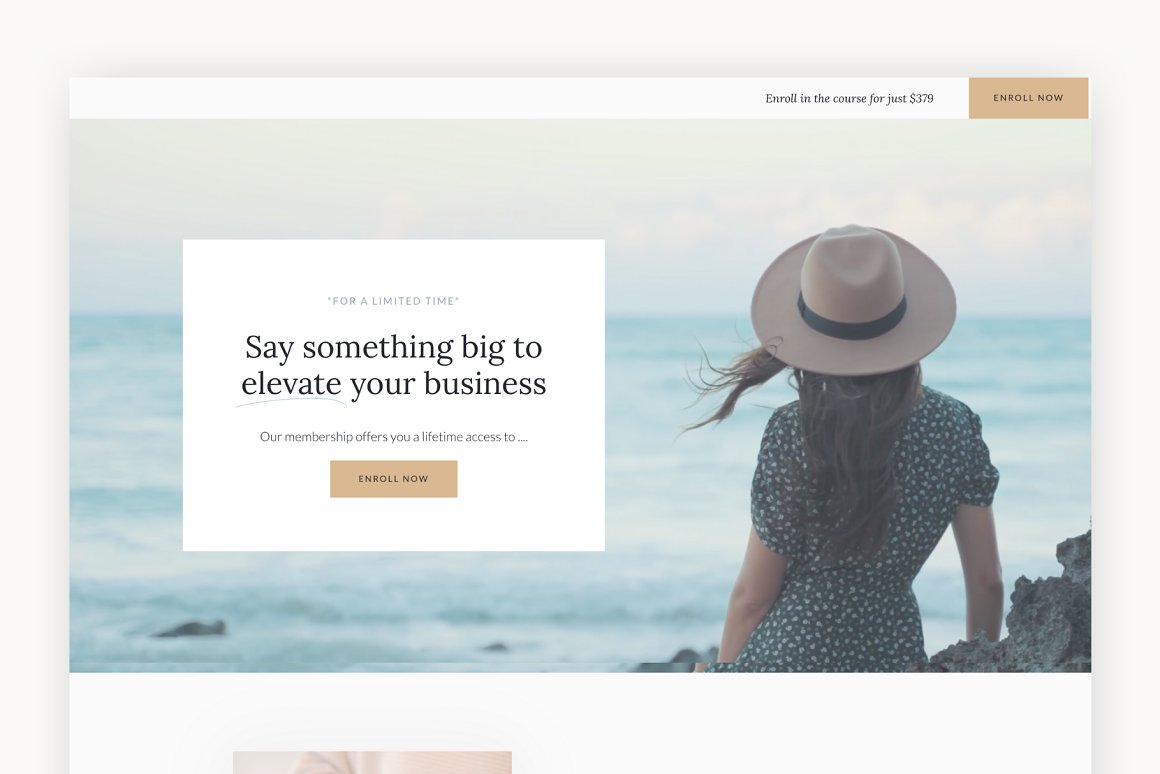 Enroll in the course for just $379
ENROLL NOW
"FOR A LIMITED TIME"
Say something big to
elevate your business
Our membership offers you a lifetime access to ....
ENROLL NOW